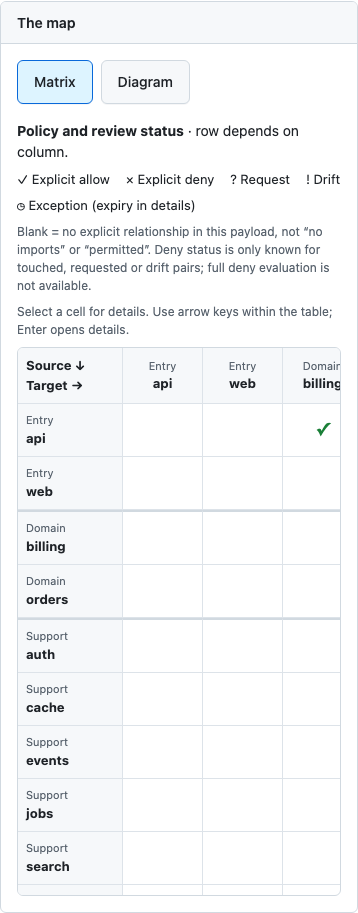 The map
Matrix Diagram
Policy and review status · row depends on
column.
✓ Explicit allow × Explicit deny ? Request ! Drift
◷ Exception (expiry in details)
Blank = no explicit relationship in this payload, not “no
imports” or “permitted”. Deny status is only known for
touched, requested or drift pairs; full deny evaluation is
not available.
Select a cell for details. Use arrow keys within the table;
Enter opens details.
Source ↓ Entry Entry Domain
Target → api web billing
Entry
api ✓
Entry
web
Domain
billing
Domain
orders
Support
auth
Support
cache
Support
events
Support
jobs
Support
search